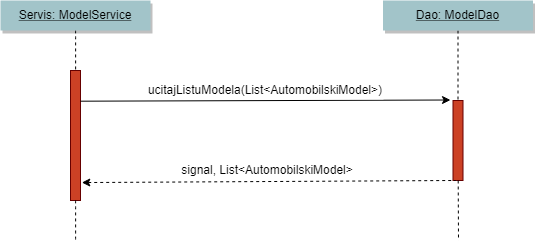 Servis: ModelService
Dao: ModelDao
ucitajListuModela(List<AutomobilskiModel>)
signal, List<AutomobilskiModel>